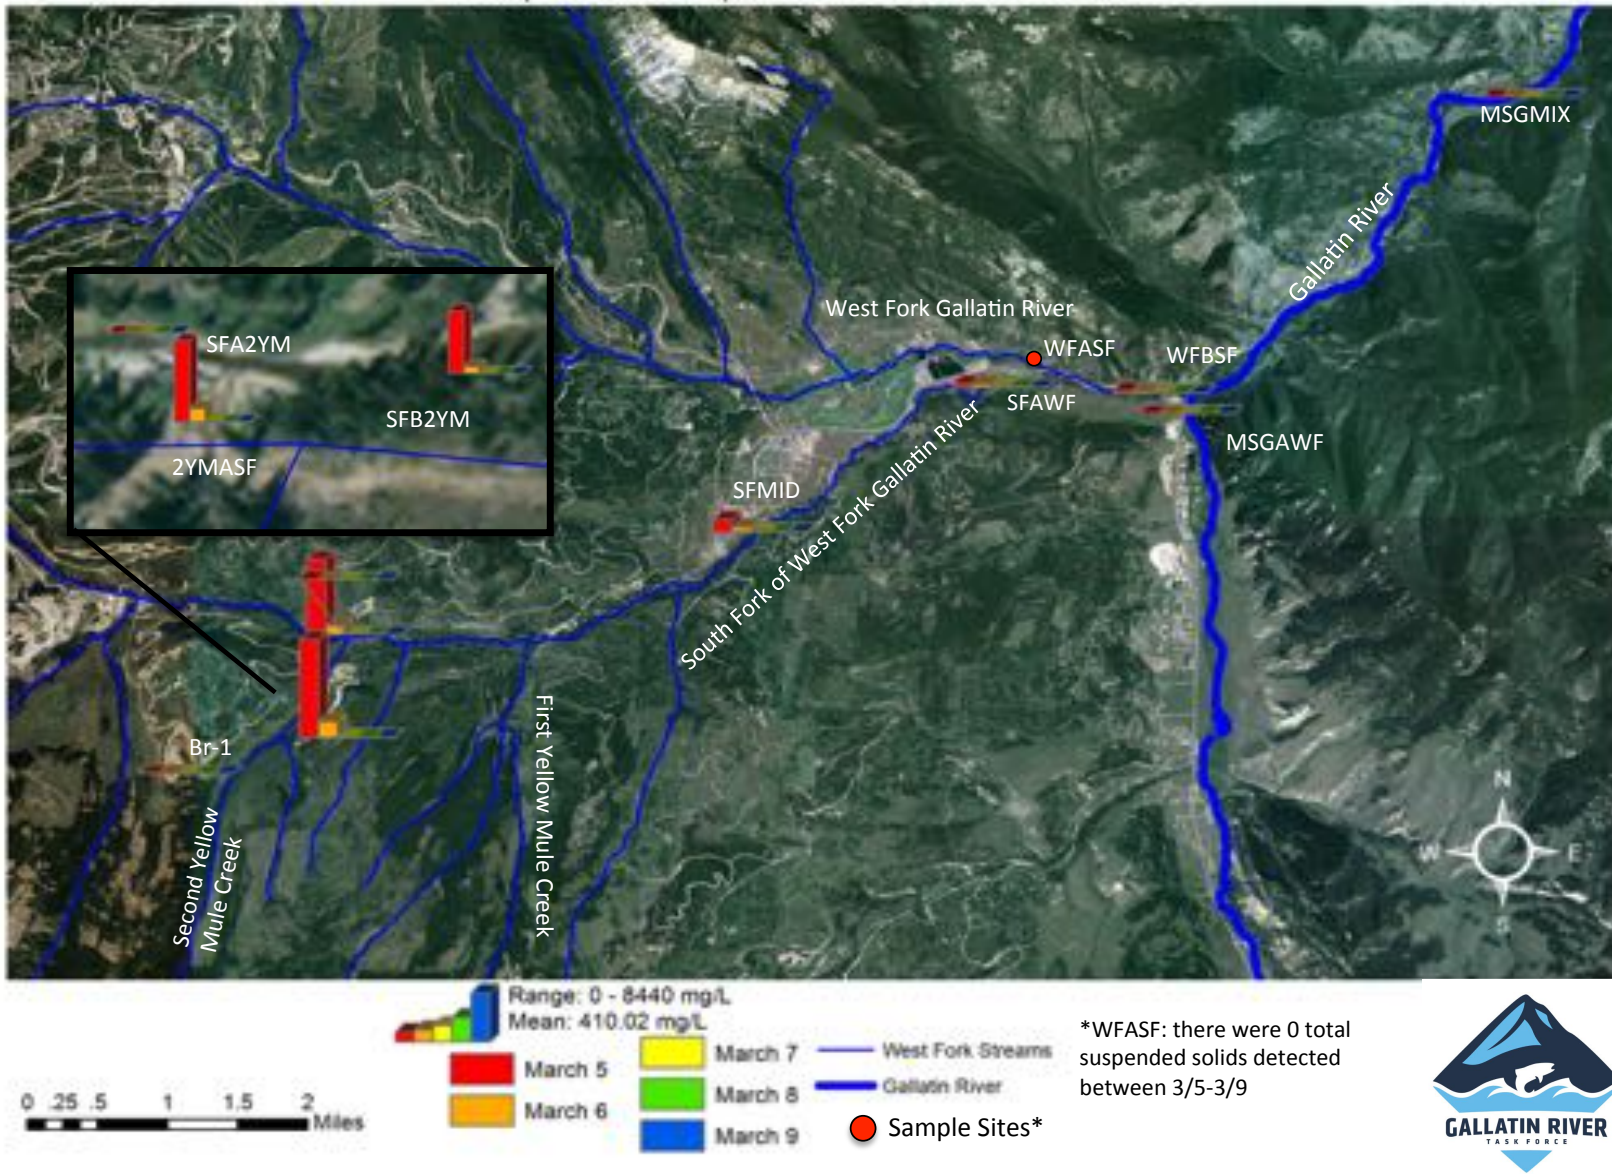 MSGMIX
Gallatin River
West Fork Gallatin River
WFASF
WFBSF
SFAWF
MSGAWF
SFA2YM
SFB2YM
2YMASF
SFMID
South Fork of West Fork Gallatin River
Br-1
Second Yellow
Mule Creek
First Yellow Mule Creek
N
W
E
S
Range: 0 - 8440 mg/L
Mean: 410.02 mg/L
March 5
March 6
March 7
March 8
March 9
West Fork Streams
Gallatin River
Sample Sites*
0 .25 .5 1 1.5 2
Miles
*WFASF: there were 0 total
suspended solids detected
between 3/5-3/9
GALLATIN RIVER
TASK FORCE